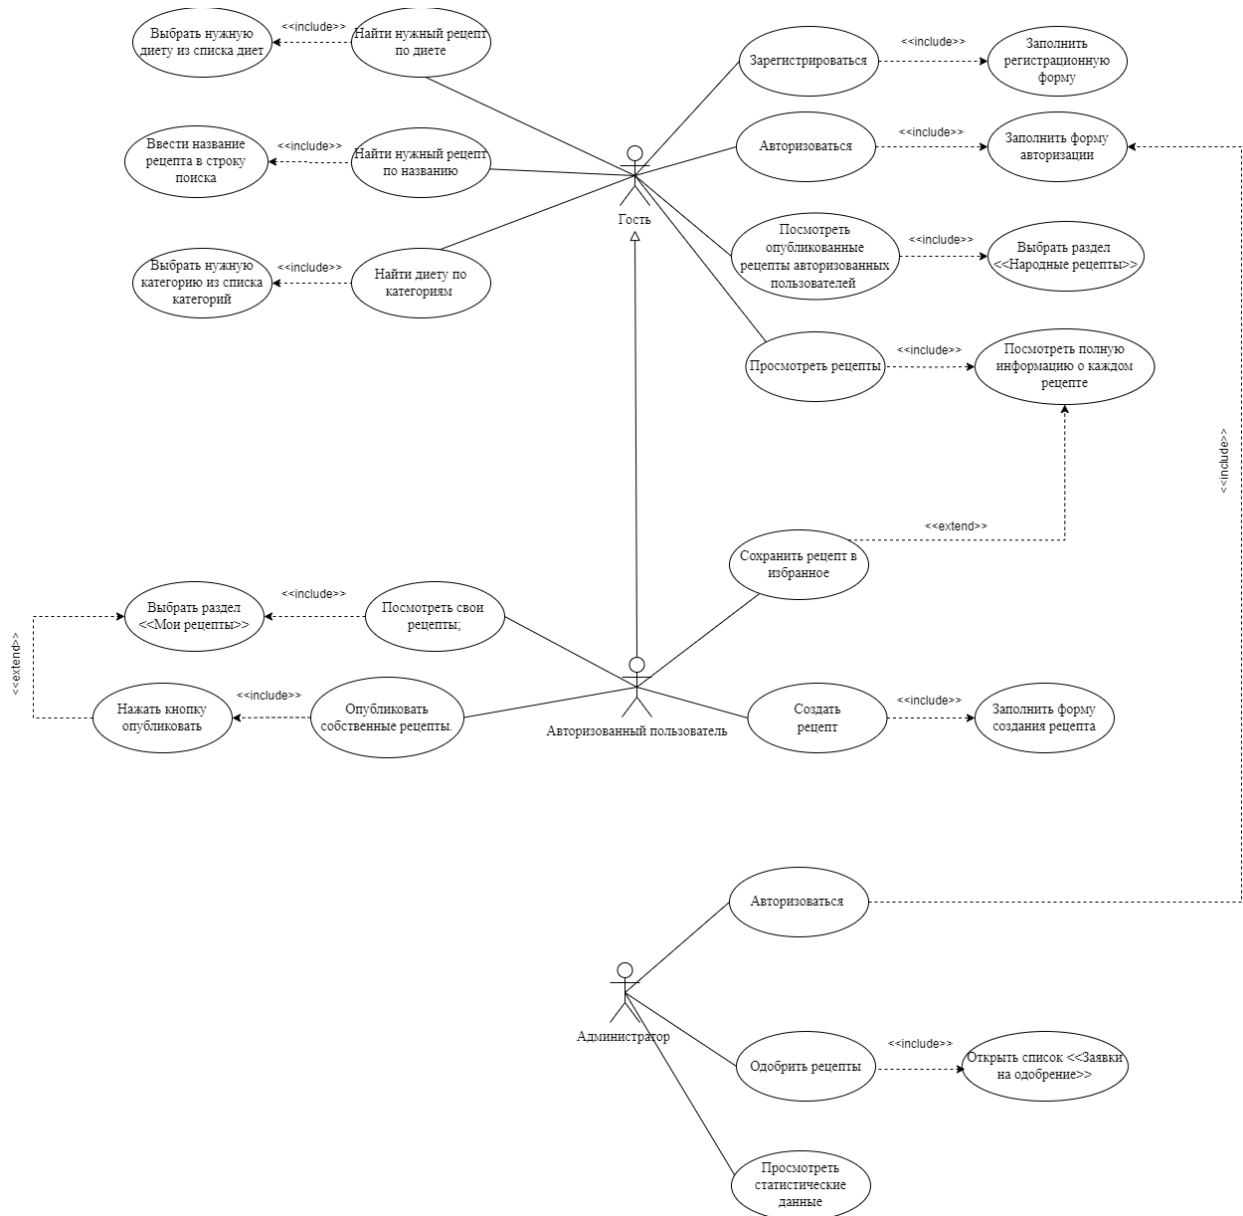 Выбрать нужную
диету из списка диет
<<include>>
Найти нужный рецепт
по диете
Зарегистрироваться
<<include>>
Заполнить
регистрационную
форму
Ввести название
рецепта в строку
поиска
<<include>>
Найти нужный рецепт
по названию
Авторизоваться
<<include>>
Заполнить форму
авторизации
Гость
Выбрать нужную
категорию из списка
категорий
<<include>>
Найти диету по
категориям
Посмотреть
опубликованные
рецепты авторизованных
пользователей
<<include>>
Выбрать раздел
<<Народные рецепты>>
Просмотреть рецепты
<<include>>
Посмотреть полную
информацию о каждом
рецепте
<<include>>
Сохранить рецепт в
избранное
<<extend>>
Выбрать раздел
<<Мои рецепты>>
<<include>>
Посмотреть свои
рецепты;
<<extend>>
Нажать кнопку
опубликовать
<<include>>
Опубликовать
собственные рецепты.
Авторизованный пользователь
Создать
рецепт
<<include>>
Заполнить форму
создания рецепта
Авторизоваться
Администратор
Одобрить рецепты
<<include>>
Открыть список <<Заявки
на одобрение>>
Просмотреть
статистические
данные